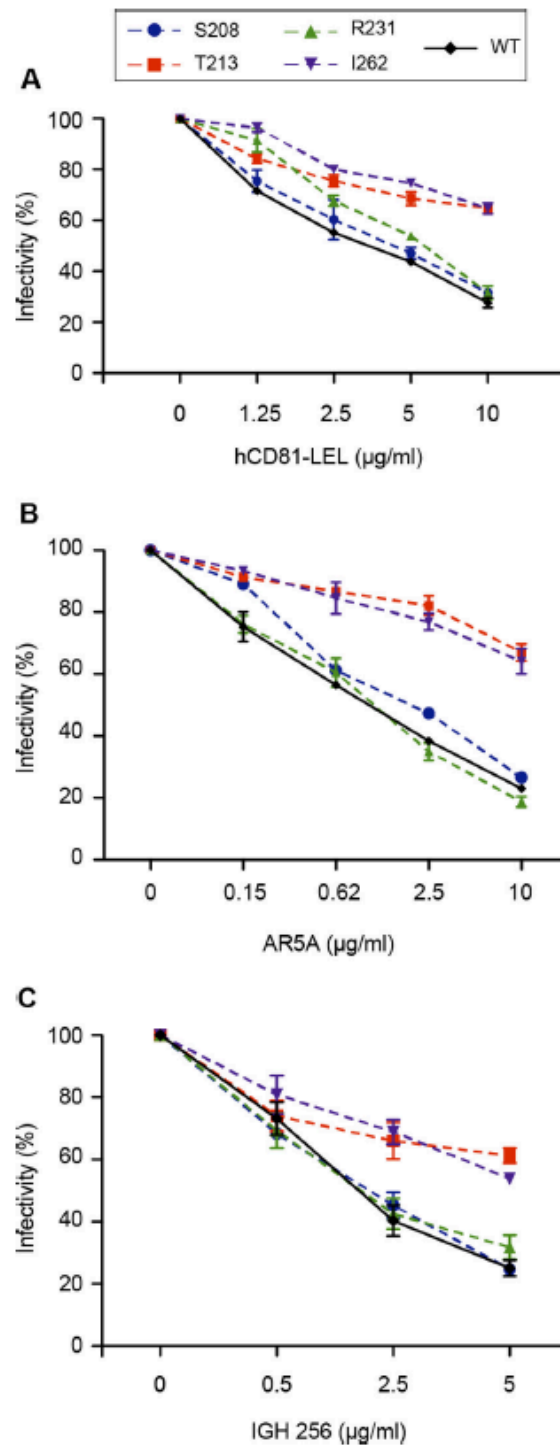 S208 R231 WT
T213 I262
A
100
80
60
40
20
0
Infectivity (%)
0 1.25 2.5 5 10
hCD81-LEL (µg/ml)
B
100
80
60
40
20
0
Infectivity (%)
0 0.15 0.62 2.5 10
AR5A (µg/ml)
C
100
80
60
40
20
0
Infectivity (%)
0 0.5 2.5 5
IGH 256 (µg/ml)